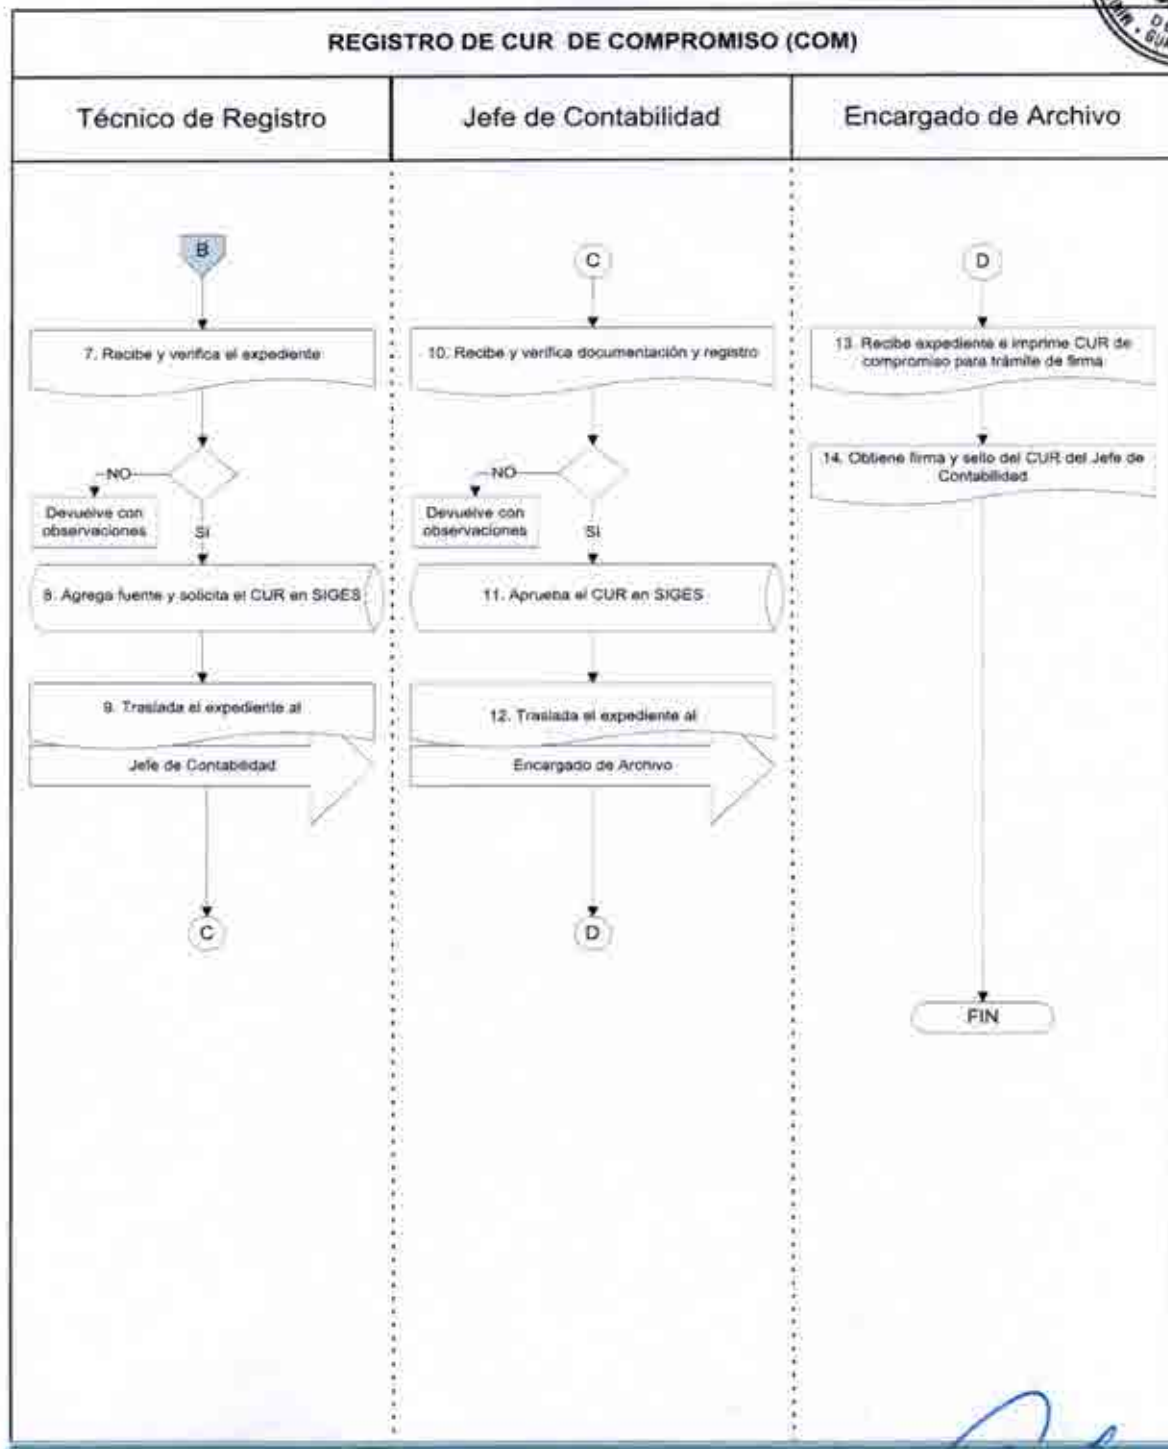 REGISTRO DE CUR DE COMPROMISO (COM)
Técnico de Registro
Jefe de Contabilidad
Encargado de Archivo
B
7. Recibe y verifica el expediente
NO
Devuelve con
observaciones
SI
8. Agrega fuente y solicita el CUR en SIGES
9. Traslada el expediente al
Jefe de Contabilidad
C
C
10. Recibe y verifica documentación y registro
NO
Devuelve con
observaciones
SI
11. Aprueba el CUR en SIGES
12. Traslada el expediente al
Encargado de Archivo
D
D
13. Recibe expediente e imprime CUR de
compromiso para trámite de firma
14. Obtiene firma y sello del CUR del Jefe de
Contabilidad
FIN